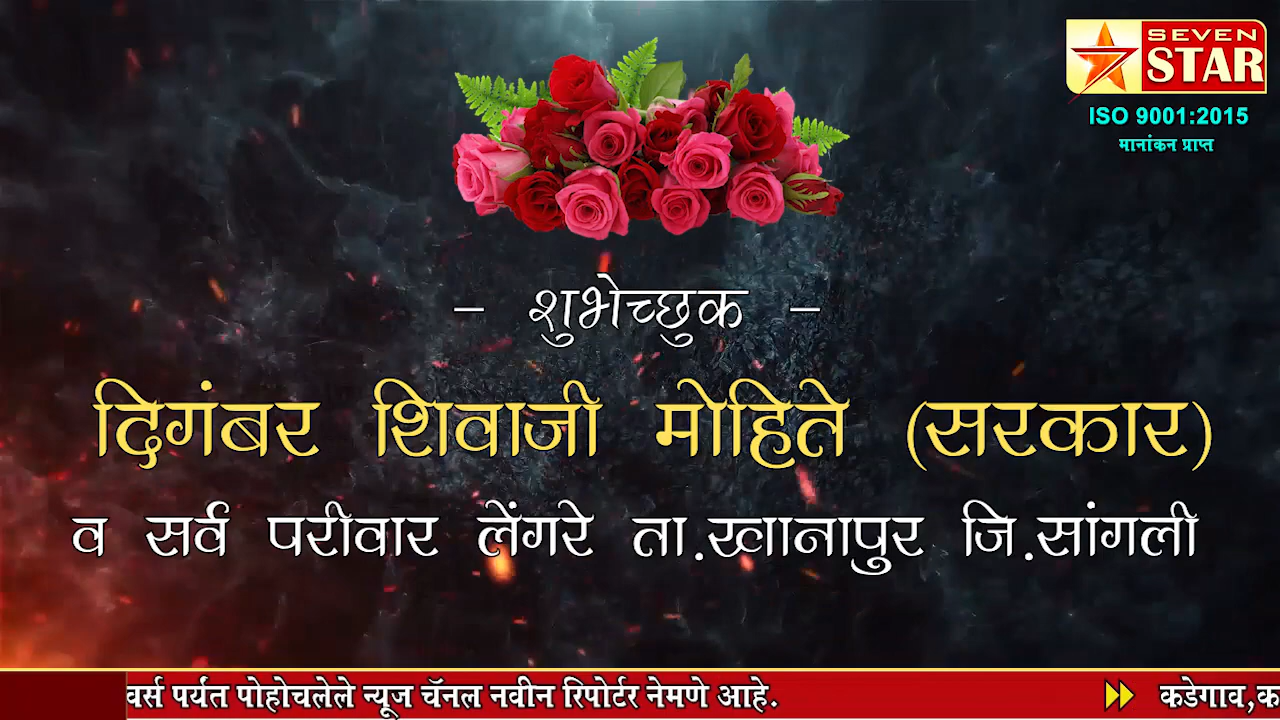 SEVEN
STAR
ISO 9001:2015
मानांकन प्राप्त
- शुभेच्छुक -
दिगंबर शिवाजी मोहिते (सरकार)
व सर्व परीवार लेंगरे ता.खानापुर जि.सांगली
वर्स पर्यंत पोहोचलेले न्यूज चॅनल नवीन रिपोर्टर नेमणे आहे. कडेगाव,क